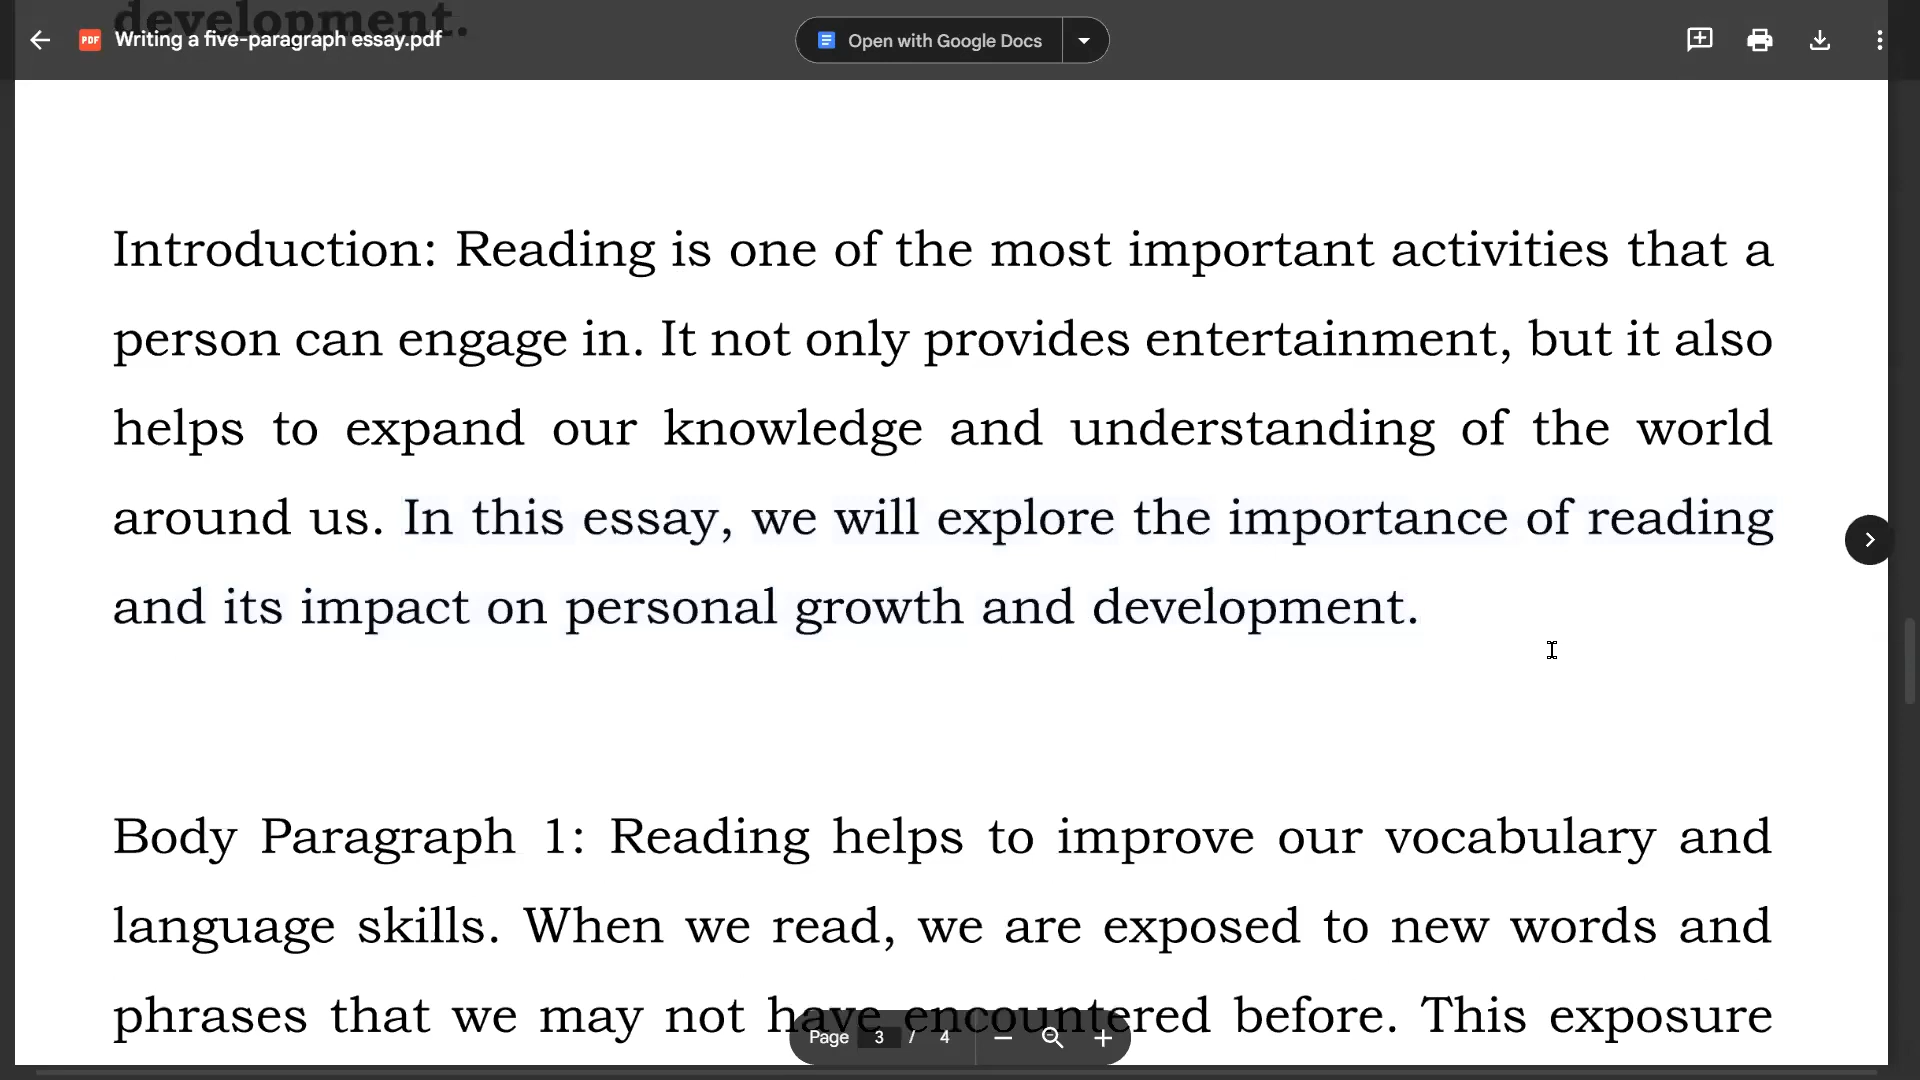 development.
PDF Writing a five-paragraph essay.pdf
Open with Google Docs
Introduction: Reading is one of the most important activities that a
person can engage in. It not only provides entertainment, but it also
helps to expand our knowledge and understanding of the world
around us. In this essay, we will explore the importance of reading
and its impact on personal growth and development.
Body Paragraph 1: Reading helps to improve our vocabulary and
language skills. When we read, we are exposed to new words and
phrases that we may not have encountered before. This exposure
Page 3 / 4